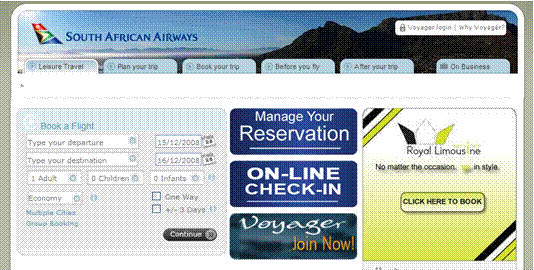 SOUTH AFRICAN AIRWAYS
Voyager login | Why Voyager?
Leisure Travel
Plan your trip
Book your trip
Before you fly
After your trip
On Business
Book a Flight
Type your departure
15/12/2008
Type your destination
16/12/2008
1 Adult
0 Children
0 Infants
Economy
One Way
+/- 3 Days
Multiple Cities
Group Booking
Continue
Manage Your
Reservation
ON-LINE
CHECK-IN
Voyager
Join Now!
Royal Limousine
No matter the occasion. in style.
CLICK HERE TO BOOK